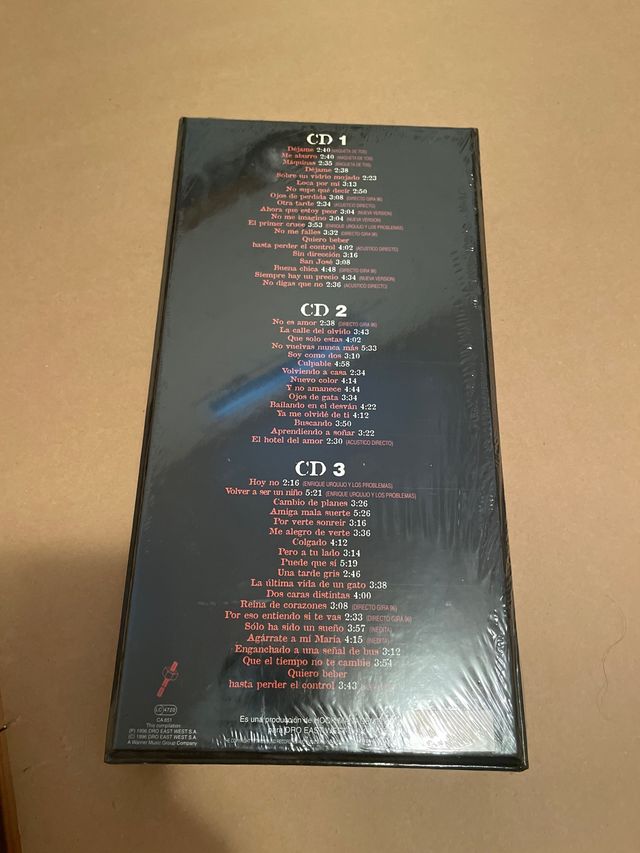 CD 1
Déjame 2:40 (MAQUETA DE TOS)
Me aburro 2:40 (MAQUETA DE TOS)
Máquinas 2:35 (MAQUETA DE TOS)
Déjame 2:38
Sobre un vidrio mojado 2:23
Loca por mi 3:13
No supe qué decir 2:50
Ojos de perdida 3:08 (DIRECTO GIRA 96)
Otra tarde 2:34 (ACUSTICO DIRECTO)
Ahora que estoy peor 3:04 (NUEVA VERSION)
No me imagino 3:04 (NUEVA VERSION)
El primer cruce 3:53 (ENRIQUE URQUIJO Y LOS PROBLEMAS)
No me falles 3:32 (DIRECTO GIRA 96)
Quiero beber
hasta perder el control 4:02 (ACUSTICO DIRECTO)
Sin dirección 3:16
San José 3:08
Buena chica 4:48 (DIRECTO GIRA 96)
Siempre hay un precio 4:34 (NUEVA VERSION)
No digas que no 2:36 (ACUSTICO DIRECTO)
CD 2
No es amor 2:38 (DIRECTO GIRA 96)
La calle del olvido 3:43
Que solo estas 4:02
No vuelvas nunca más 5:33
Soy como dos 3:10
Culpable 4:58
Volviendo a casa 2:34
Nuevo color 4:14
Y no amanece 4:44
Ojos de gata 3:34
Bailando en el desván 4:22
Ya me olvidé de ti 4:12
Buscando 3:50
Aprendiendo a soñar 3:22
El hotel del amor 2:30 (ACUSTICO DIRECTO)
CD 3
Hoy no 2:16 (ENRIQUE URQUIJO Y LOS PROBLEMAS)
Volver a ser un niño 5:21 (ENRIQUE URQUIJO Y LOS PROBLEMAS)
Cambio de planes 3:26
Amiga mala suerte 5:26
Por verte sonreir 3:16
Me alegro de verte 3:36
Colgado 4:12
Pero a tu lado 3:14
Puede que sí 5:19
Una tarde gris 2:46
La última vida de un gato 3:38
Dos caras distintas 4:00
Reina de corazones 3:08 (DIRECTO GIRA 96)
Por eso entiendo si te vas 2:33 (DIRECTO GIRA 96)
Sólo ha sido un sueño 3:57 (INEDITA)
Agárrate a mí María 4:15 (INEDITA)
Enganchado a una señal de bus 3:12
Que el tiempo no te cambie 3:54
Quiero beber
hasta perder el control 3:43
LC 4720
CA 851
This compilation
(P) 1996 DRO EAST WEST S.A.
(C) 1996 DRO EAST WEST S.A.
A Warner Music Group Company
Es una producción de
para DRO EAST WEST